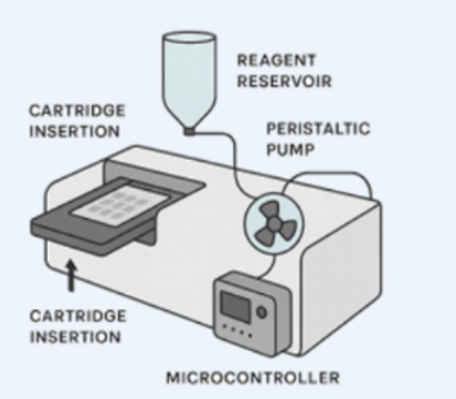 REAGENT
RESERVOIR
CARTRIDGE
INSERTION
PERISTALTIC
PUMP
CARTRIDGE
INSERTION
MICROCONTROLLER